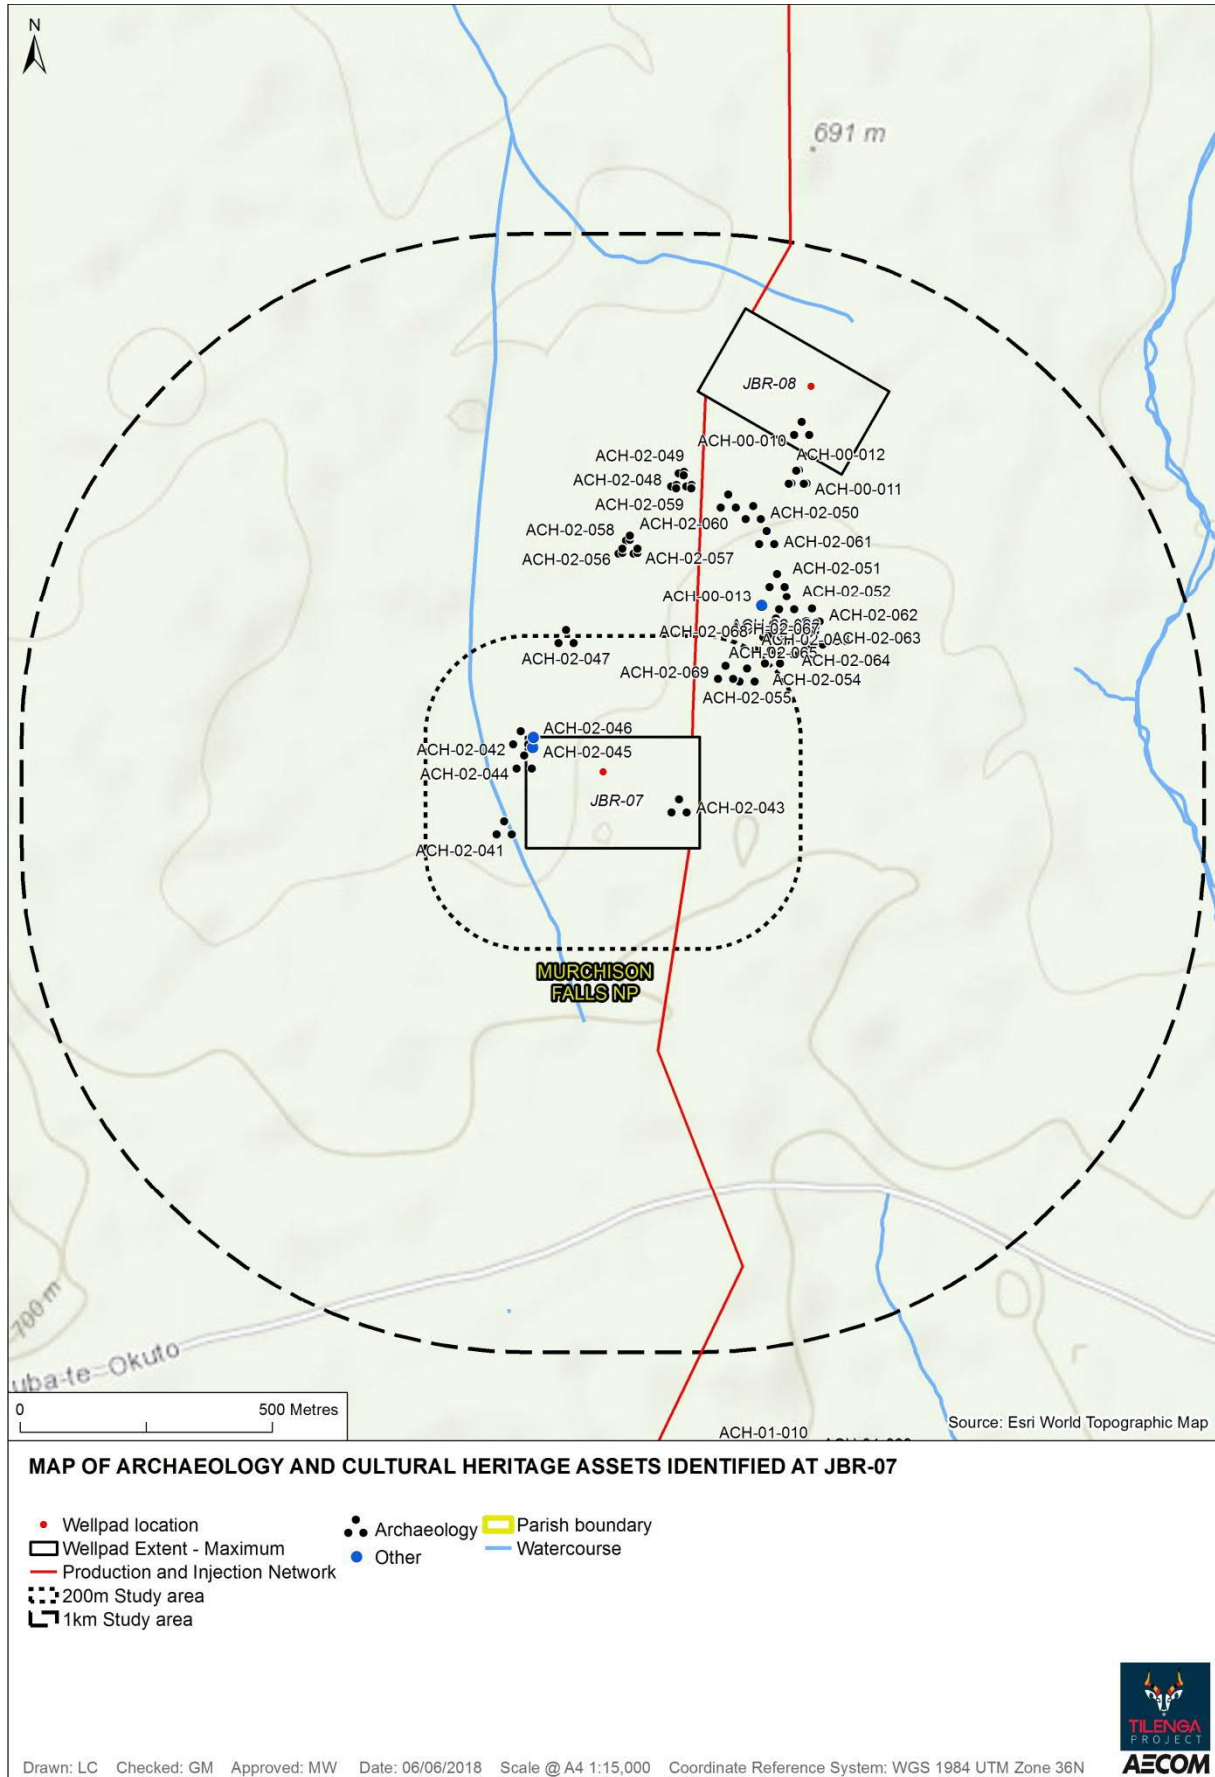 N
691 m
JBR-08
ACH-00-010
ACH-02-049
ACH-00-012
ACH-02-048
ACH-00-011
ACH-02-059
ACH-02-050
ACH-02-058
ACH-02-060
ACH-02-061
ACH-02-056
ACH-02-057
ACH-02-051
ACH-00-013
ACH-02-052
ACH-02-062
ACH-02-068
ACH-02-067
ACH-02-063
ACH-02-047
ACH-02-065
ACH-02-064
ACH-02-069
ACH-02-054
ACH-02-055
ACH-02-046
ACH-02-042
ACH-02-045
ACH-02-044
JBR-07
ACH-02-043
ACH-02-041
MURCHISON
FALLS NP
700 m
uba-te-Okuto
0 500 Metres
Source: Esri World Topographic Map
ACH-01-010
MAP OF ARCHAEOLOGY AND CULTURAL HERITAGE ASSETS IDENTIFIED AT JBR-07
Wellpad location
Wellpad Extent - Maximum
Production and Injection Network
200m Study area
1km Study area
Archaeology
Other
Parish boundary
Watercourse
TILENGA
PROJECT
AECOM
Drawn: LC Checked: GM Approved: MW Date: 06/06/2018 Scale @ A4 1:15,000 Coordinate Reference System: WGS 1984 UTM Zone 36N